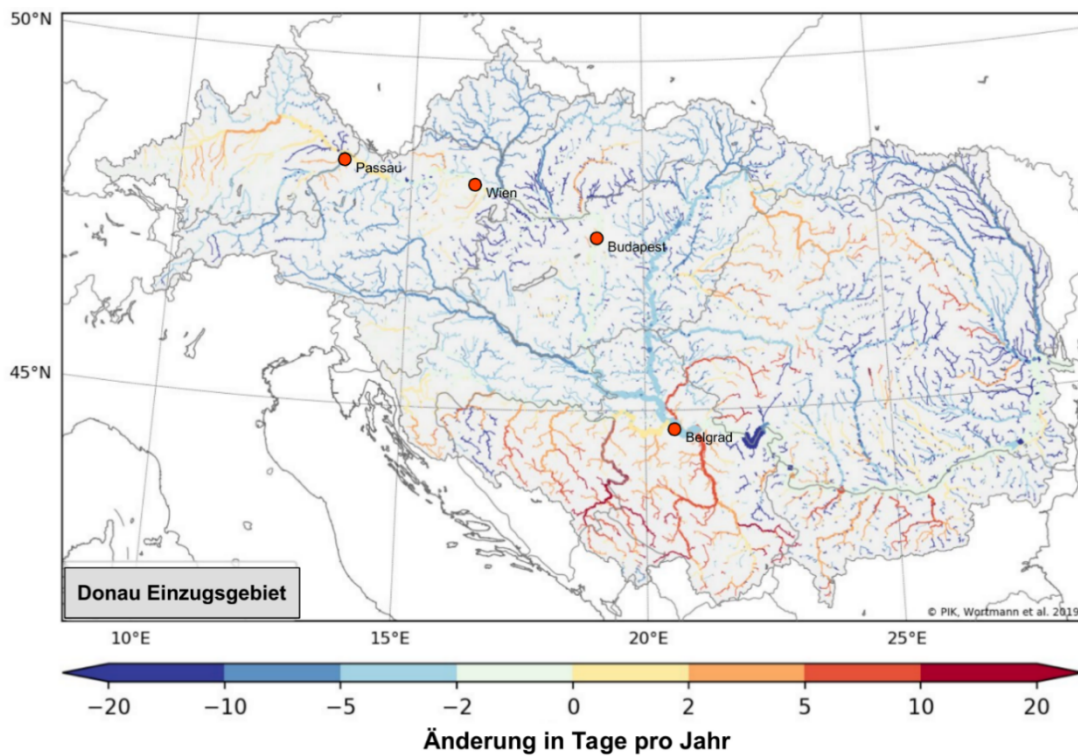 50°N
Passau
Wien
Budapest
45°N
Belgrad
Donau Einzugsgebiet
© PIK, Wortmann et al. 2019
10°E 15°E 20°E 25°E
−20 −10 −5 −2 0 2 5 10 20
Änderung in Tage pro Jahr